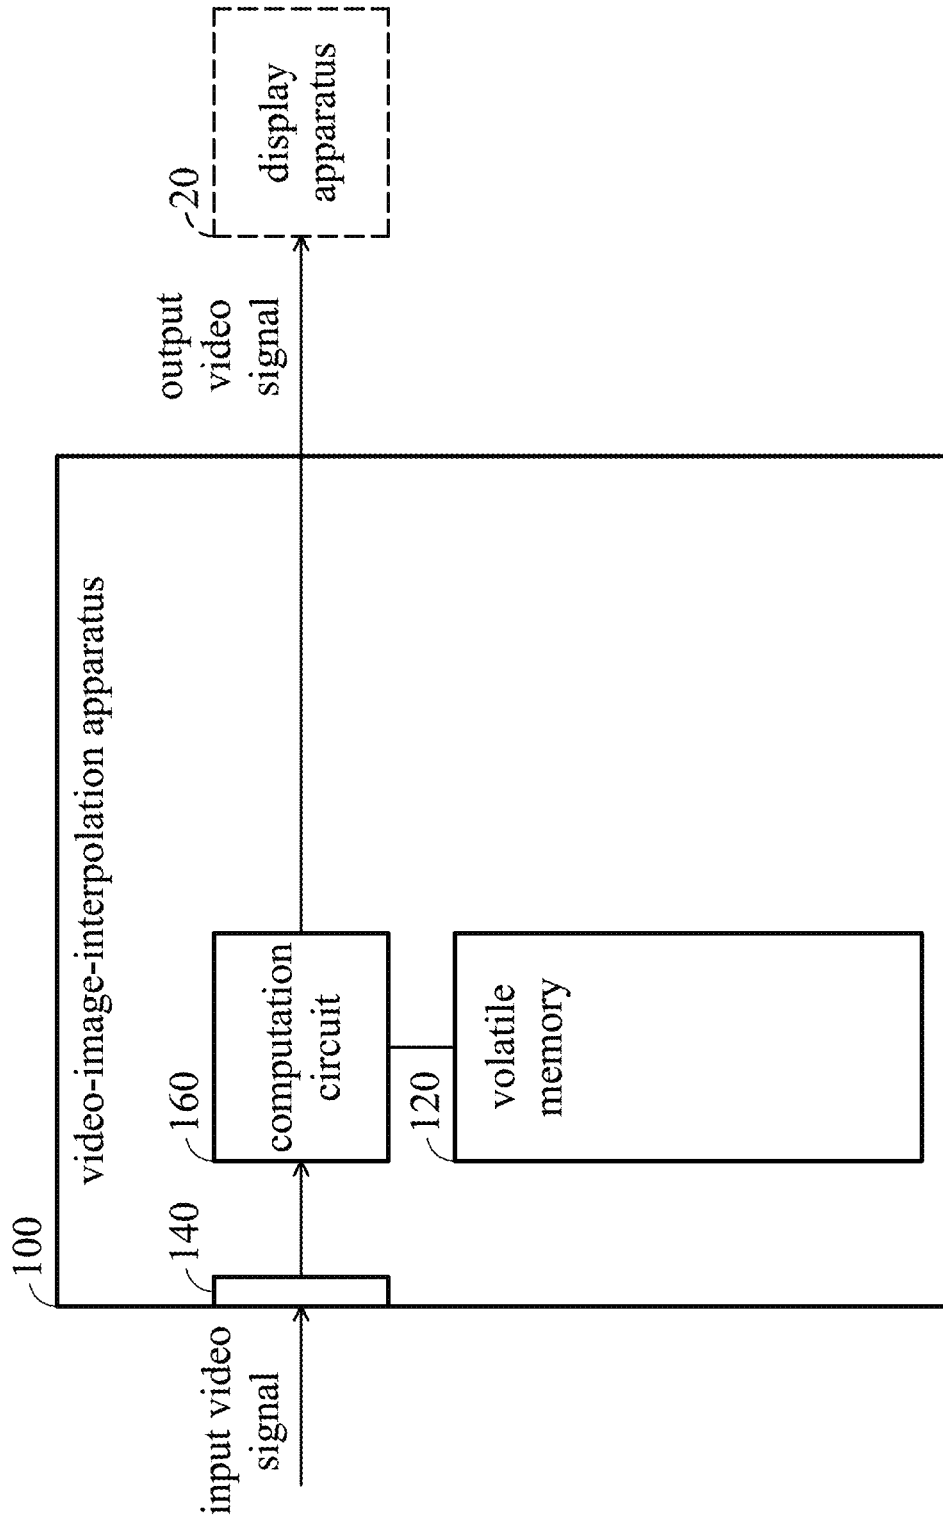 100
video-image-interpolation apparatus
input video
signal
140
160
computation
circuit
120
volatile
memory
output
video
signal
20
display
apparatus